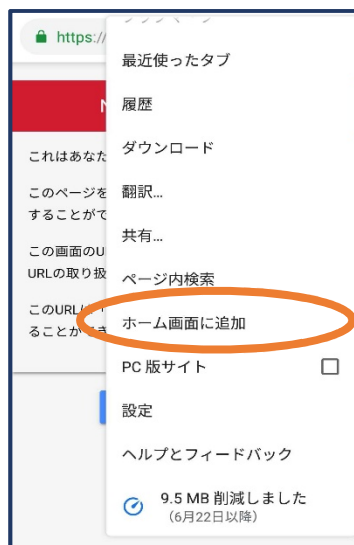 https://
最近使ったタブ
履歴
ダウンロード
翻訳...
共有...
ページ内検索
ホーム画面に追加
PC 版サイト
設定
ヘルプとフィードバック
9.5 MB 削減しました
(6月22日以降)
これはあなた
このページを
することがで
この画面のU
URLの取り扱
このURLは
ることができ